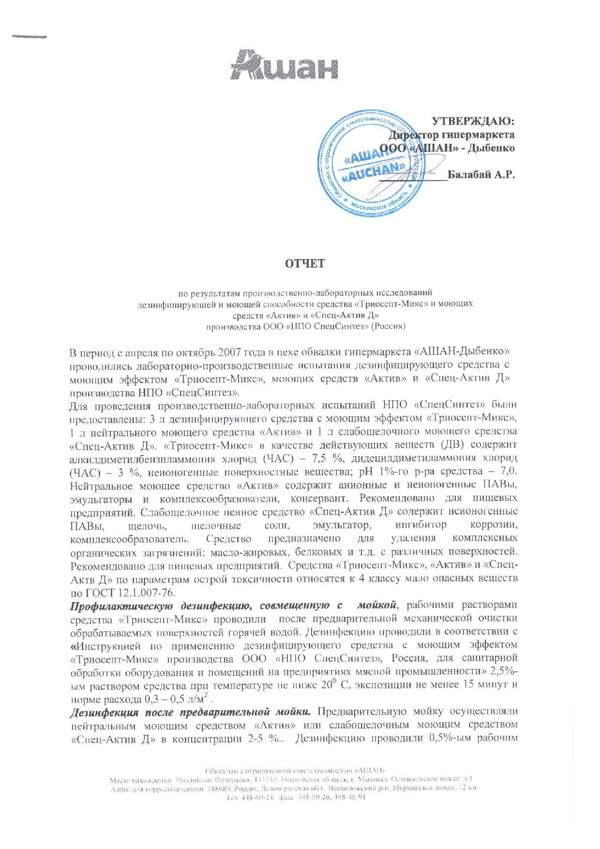 Ашан
УТВЕРЖДАЮ:
Директор гипермаркета
ООО «АШАН» - Дыбенко
Балабай А.Р.
«АШАН»
«AUCHAN»
Московская область
ОТЧЕТ
по результатам производственно-лабораторных исследований
дезинфицирующей и моющей способности средства «Триосепт-Микс» и моющих
средств «Актив» и «Спец-Актив Д»
производства ООО «НПО СпецСинтез» (Россия)
В период с апреля по октябрь 2007 года в цехе обвалки гипермаркета «АШАН-Дыбенко»
проводились лабораторно-производственные испытания дезинфицирующего средства с
моющим эффектом «Триосепт-Микс», моющих средств «Актив» и «Спец-Актив Д»
производства НПО «СпецСинтез».
Для проведения производственно-лабораторных испытаний НПО «СпецСинтез» были
предоставлены: 3 л дезинфицирующего средства с моющим эффектом «Триосепт-Микс»,
1 л нейтрального моющего средства «Актив» и 1 л слабощелочного моющего средства
«Спец-Актив Д». «Триосепт-Микс» в качестве действующих веществ (ДВ) содержит
алкилдиметилбензиламмония хлорид (ЧАС) – 7,5 %, дидецилдиметиламмония хлорид
(ЧАС) – 3 %, неионогенные поверхностные вещества; pH 1%-го р-ра средства – 7,0.
Нейтральное моющее средство «Актив» содержит анионные и неионогенные ПАВы,
эмульгаторы и комплексообразователи, консервант. Рекомендовано для пищевых
предприятий. Слабощелочное пенное средство «Спец-Актив Д» содержит неионогенные
ПАВы, щелочь, щелочные соли, эмульгатор, ингибитор коррозии,
комплексообразователь. Средство предназначено для удаления комплексных
органических загрязнений: масло-жировых, белковых и т.д. с различных поверхностей.
Рекомендовано для пищевых предприятий. Средства «Триосепт-Микс», «Актив» и «Спец-
Актв Д» по параметрам острой токсичности относятся к 4 классу мало опасных веществ
по ГОСТ 12.1.007-76.
Профилактическую дезинфекцию, совмещенную с мойкой, рабочими растворами
средства «Триосепт-Микс» проводили после предварительной механической очистки
обрабатываемых поверхностей горячей водой. Дезинфекцию проводили в соответствии с
«Инструкцией по применению дезинфицирующего средства с моющим эффектом
«Триосепт-Микс» производства ООО «НПО СпецСинтез», Россия, для санитарной
обработки оборудования и помещений на предприятиях мясной промышленности» 2,5%-
ым раствором средства при температуре не ниже 20⁰ С, экспозиции не менее 15 минут и
норме расхода 0,3 – 0,5 л/м² .
Дезинфекция после предварительной мойки. Предварительную мойку осуществляли
нейтральным моющим средством «Актив» или слабощелочным моющим средством
«Спец-Актив Д» в концентрации 2-5 %.. Дезинфекцию проводили 0,5%-ым рабочим
Общество с ограниченной ответственностью «АШАН»
Место нахождения: Российская Федерация, 141031, Московская область, г. Мытищи, Осташковское шоссе, д.1
Адрес для корреспонденции: 188689, Россия, Ленинградская обл., Всеволожский р-н, Мурманское шоссе, 12 км.,
Тел. 448-60-24, факс 448-60-26, 448-46-91